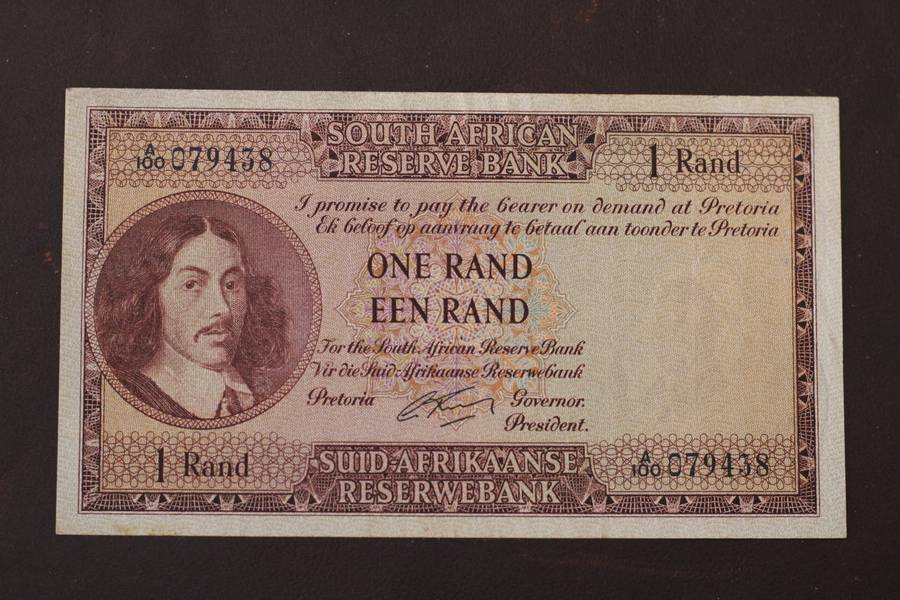 SOUTH AFRICAN
RESERVE BANK
A/100 079438
1 Rand
I promise to pay the bearer on demand at Pretoria
Ek beloof op aanvraag te betaal aan toonder te Pretoria
ONE RAND
EEN RAND
For the South African Reserve Bank
Vir die Suid-Afrikaanse Reserwebank
Pretoria
Governor.
President.
1 Rand
SUID-AFRIKAANSE
RESERWEBANK
A/100 079438